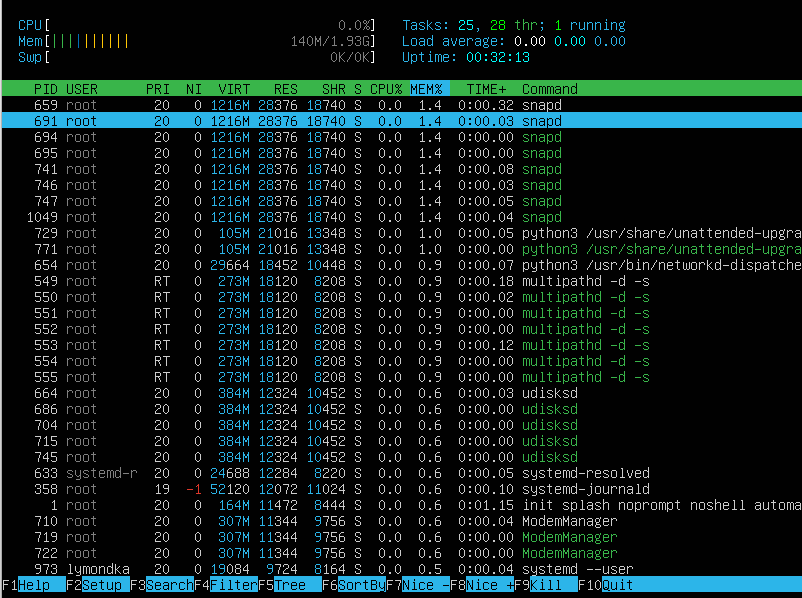 CPU[ 0.0%] Tasks: 25, 28 thr; 1 running
Mem[||||||||||| 140M/1.93G] Load average: 0.00 0.00 0.00
Swp[ 0K/0K] Uptime: 00:32:13
PID USER PRI NI VIRT RES SHR S CPU% MEM% TIME+ Command
659 root 20 0 1216M 28376 18740 S 0.0 1.4 0:00.32 snapd
691 root 20 0 1216M 28376 18740 S 0.0 1.4 0:00.03 snapd
694 root 20 0 1216M 28376 18740 S 0.0 1.4 0:00.00 snapd
695 root 20 0 1216M 28376 18740 S 0.0 1.4 0:00.00 snapd
741 root 20 0 1216M 28376 18740 S 0.0 1.4 0:00.08 snapd
746 root 20 0 1216M 28376 18740 S 0.0 1.4 0:00.03 snapd
747 root 20 0 1216M 28376 18740 S 0.0 1.4 0:00.05 snapd
1049 root 20 0 1216M 28376 18740 S 0.0 1.4 0:00.04 snapd
729 root 20 0 105M 21016 13348 S 0.0 1.0 0:00.05 python3 /usr/share/unattended-upgra
771 root 20 0 105M 21016 13348 S 0.0 1.0 0:00.00 python3 /usr/share/unattended-upgra
654 root 20 0 29664 18452 10448 S 0.0 0.9 0:00.07 python3 /usr/bin/networkd-dispatche
549 root RT 0 273M 18120 8208 S 0.0 0.9 0:00.18 multipathd -d -s
550 root RT 0 273M 18120 8208 S 0.0 0.9 0:00.00 multipathd -d -s
551 root RT 0 273M 18120 8208 S 0.0 0.9 0:00.00 multipathd -d -s
552 root RT 0 273M 18120 8208 S 0.0 0.9 0:00.00 multipathd -d -s
553 root RT 0 273M 18120 8208 S 0.0 0.9 0:00.12 multipathd -d -s
554 root RT 0 273M 18120 8208 S 0.0 0.9 0:00.00 multipathd -d -s
555 root RT 0 273M 18120 8208 S 0.0 0.9 0:00.00 multipathd -d -s
664 root 20 0 384M 12324 10452 S 0.0 0.6 0:00.03 udisksd
686 root 20 0 384M 12324 10452 S 0.0 0.6 0:00.00 udisksd
704 root 20 0 384M 12324 10452 S 0.0 0.6 0:00.00 udisksd
715 root 20 0 384M 12324 10452 S 0.0 0.6 0:00.00 udisksd
745 root 20 0 384M 12324 10452 S 0.0 0.6 0:00.00 udisksd
633 systemd-r 20 0 24688 12284 8220 S 0.0 0.6 0:00.05 systemd-resolved
358 root 19 -1 52120 12072 11024 S 0.0 0.6 0:00.10 systemd-journald
1 root 20 0 164M 11472 8444 S 0.0 0.6 0:01.15 init splash noprompt noshell automa
710 root 20 0 307M 11344 9756 S 0.0 0.6 0:00.04 ModemManager
719 root 20 0 307M 11344 9756 S 0.0 0.6 0:00.00 ModemManager
722 root 20 0 307M 11344 9756 S 0.0 0.6 0:00.00 ModemManager
973 lymondka 20 0 19084 9724 8164 S 0.0 0.5 0:00.04 systemd --user
F1Help F2Setup F3SearchF4FilterF5Tree F6SortByF7Nice -F8Nice +F9Kill F10Quit